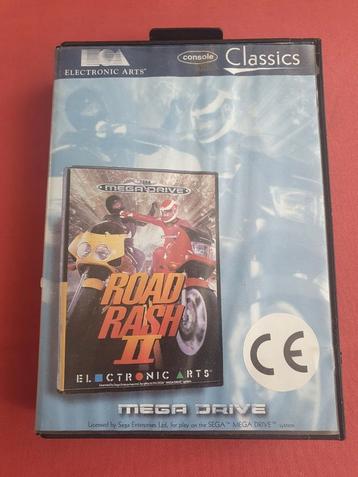 EA
ELECTRONIC ARTS™
console
Classics
MEGA DRIVE
ROAD
RASH
II
ELECTRONIC ARTS®
CE
MEGA DRIVE
Licensed by Sega Enterprises Ltd, for play on the SEGA™ MEGA DRIVE™ system